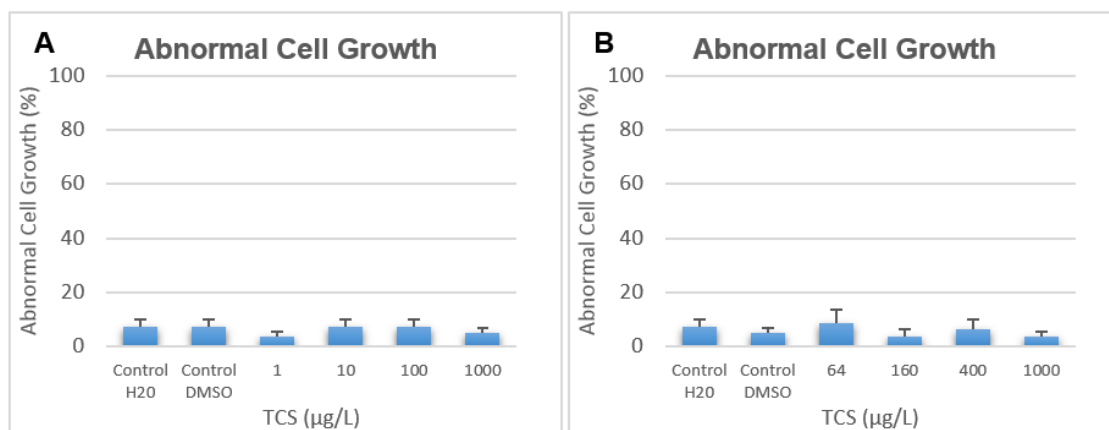 A
Abnormal Cell Growth
Abnormal Cell Growth (%)
100
80
60
40
20
0
Control H20
Control DMSO
1
10
100
1000
TCS (µg/L)
B
Abnormal Cell Growth
Abnormal Cell Growth (%)
100
80
60
40
20
0
Control H20
Control DMSO
64
160
400
1000
TCS (µg/L)